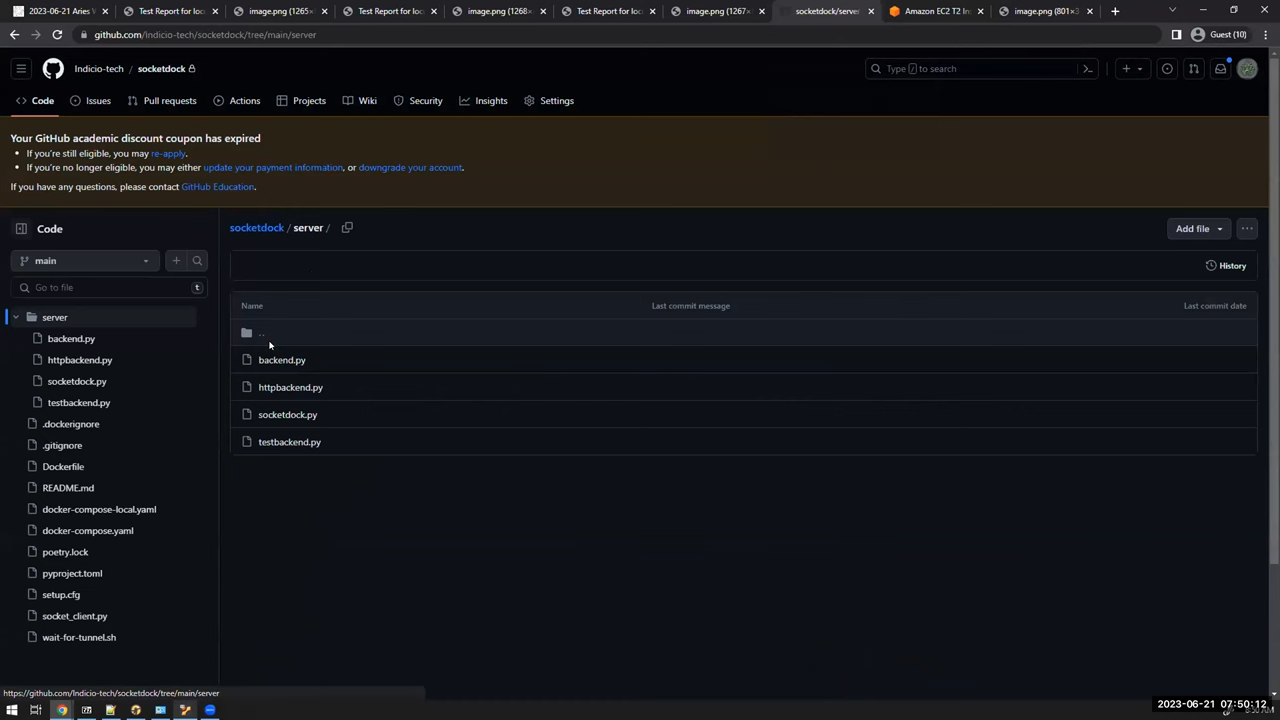 2023-06-21 Aries W
Test Report for loc
image.png (1265×
Test Report for loc
image.png (1268×
Test Report for loc
image.png (1267×
socketdock/server
Amazon EC2 T2 In
image.png (801×3
github.com/Indicio-tech/socketdock/tree/main/server
Guest (10)
Indicio-tech / socketdock
Type / to search
Code
Issues
Pull requests
Actions
Projects
Wiki
Security
Insights
Settings
Your GitHub academic discount coupon has expired
• If you're still eligible, you may re-apply.
• If you're no longer eligible, you may either update your payment information, or downgrade your account.
If you have any questions, please contact GitHub Education.
Code
socketdock / server /
Add file
main
Go to file
t
History
Name
Last commit message
Last commit date
server
..
backend.py
httpbackend.py
socketdock.py
testbackend.py
.dockerignore
.gitignore
Dockerfile
README.md
docker-compose-local.yaml
docker-compose.yaml
poetry.lock
pyproject.toml
setup.cfg
socket_client.py
wait-for-tunnel.sh
backend.py
httpbackend.py
socketdock.py
testbackend.py
https://github.com/Indicio-tech/socketdock/tree/main/server
2023-06-21 07:50:12